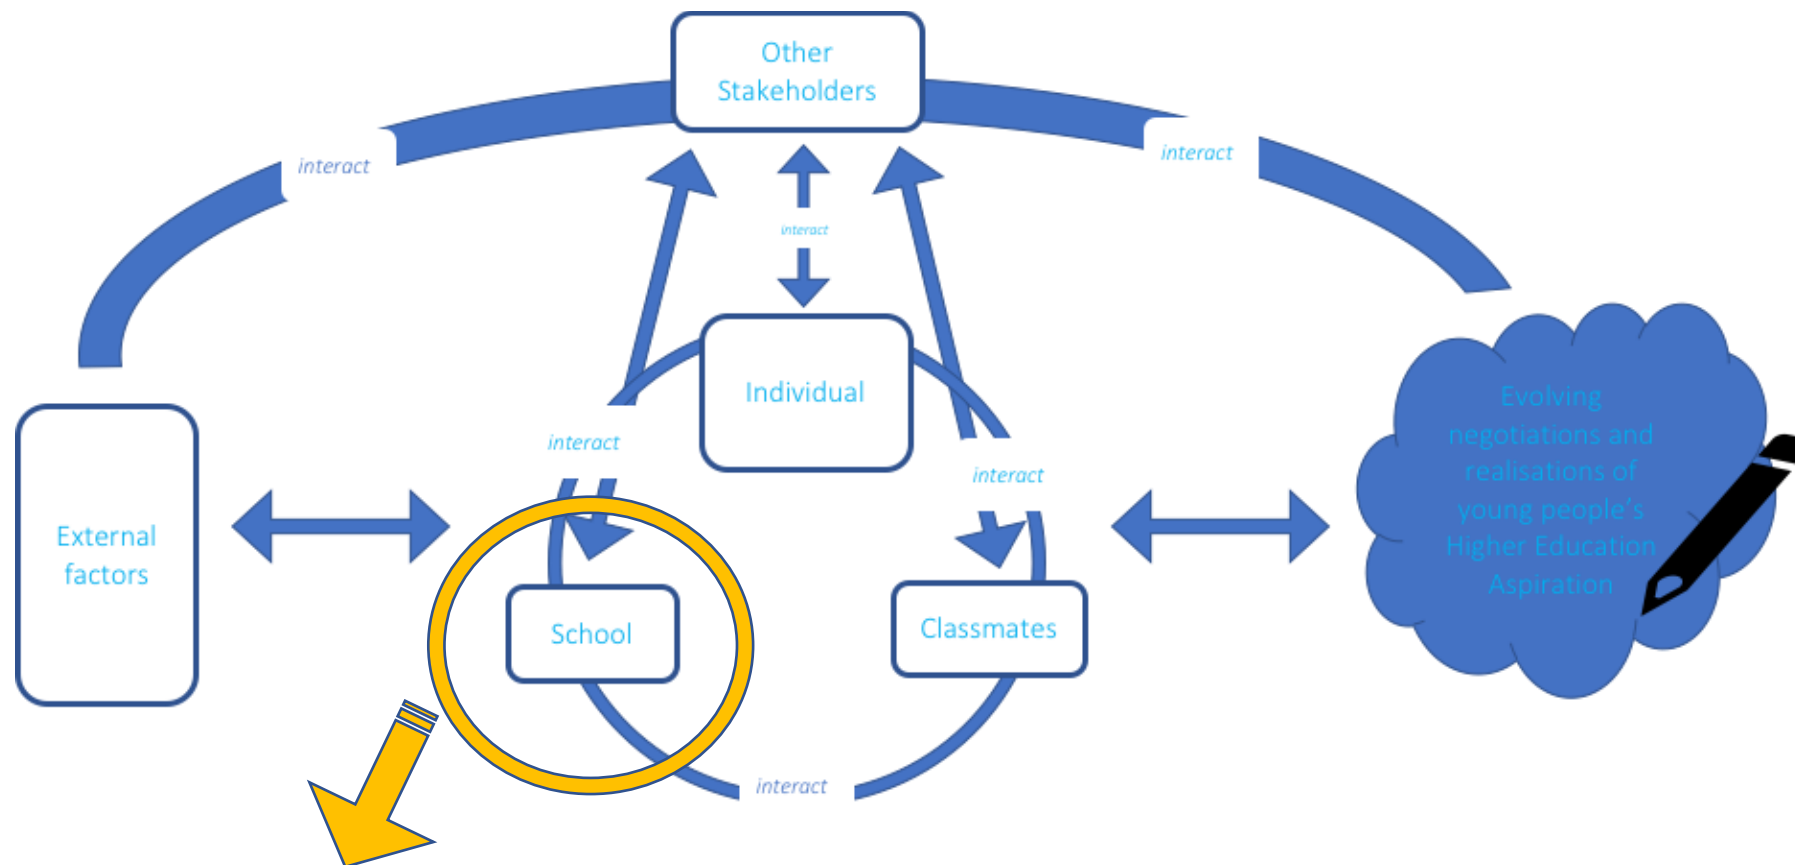 Other
Stakeholders
interact
interact
interact
Individual
interact
interact
External
factors
School
Classmates
interact
Evolving
negotiations and
realisations of
young people's
Higher Education
Aspiration